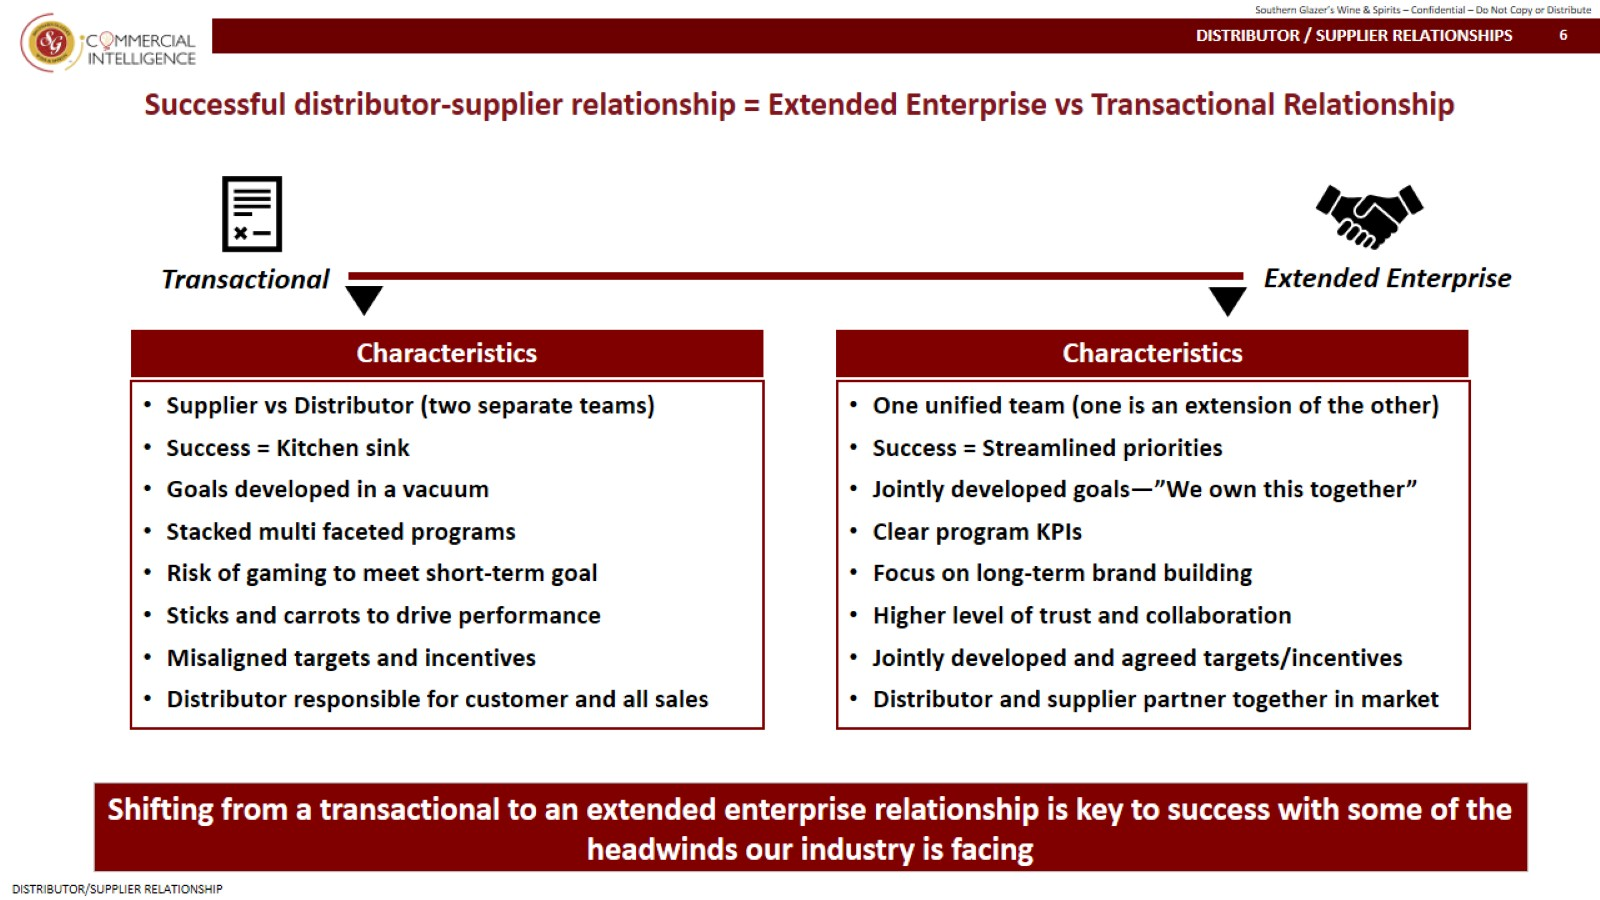 Southern Glazer's Wine & Spirits – Confidential – Do Not Copy or Distribute
DISTRIBUTOR / SUPPLIER RELATIONSHIPS 6
SG
COMMERCIAL
INTELLIGENCE
Successful distributor-supplier relationship = Extended Enterprise vs Transactional Relationship
Transactional
Extended Enterprise
Characteristics
• Supplier vs Distributor (two separate teams)
• Success = Kitchen sink
• Goals developed in a vacuum
• Stacked multi faceted programs
• Risk of gaming to meet short-term goal
• Sticks and carrots to drive performance
• Misaligned targets and incentives
• Distributor responsible for customer and all sales
Characteristics
• One unified team (one is an extension of the other)
• Success = Streamlined priorities
• Jointly developed goals—”We own this together”
• Clear program KPIs
• Focus on long-term brand building
• Higher level of trust and collaboration
• Jointly developed and agreed targets/incentives
• Distributor and supplier partner together in market
Shifting from a transactional to an extended enterprise relationship is key to success with some of the
headwinds our industry is facing
DISTRIBUTOR/SUPPLIER RELATIONSHIP